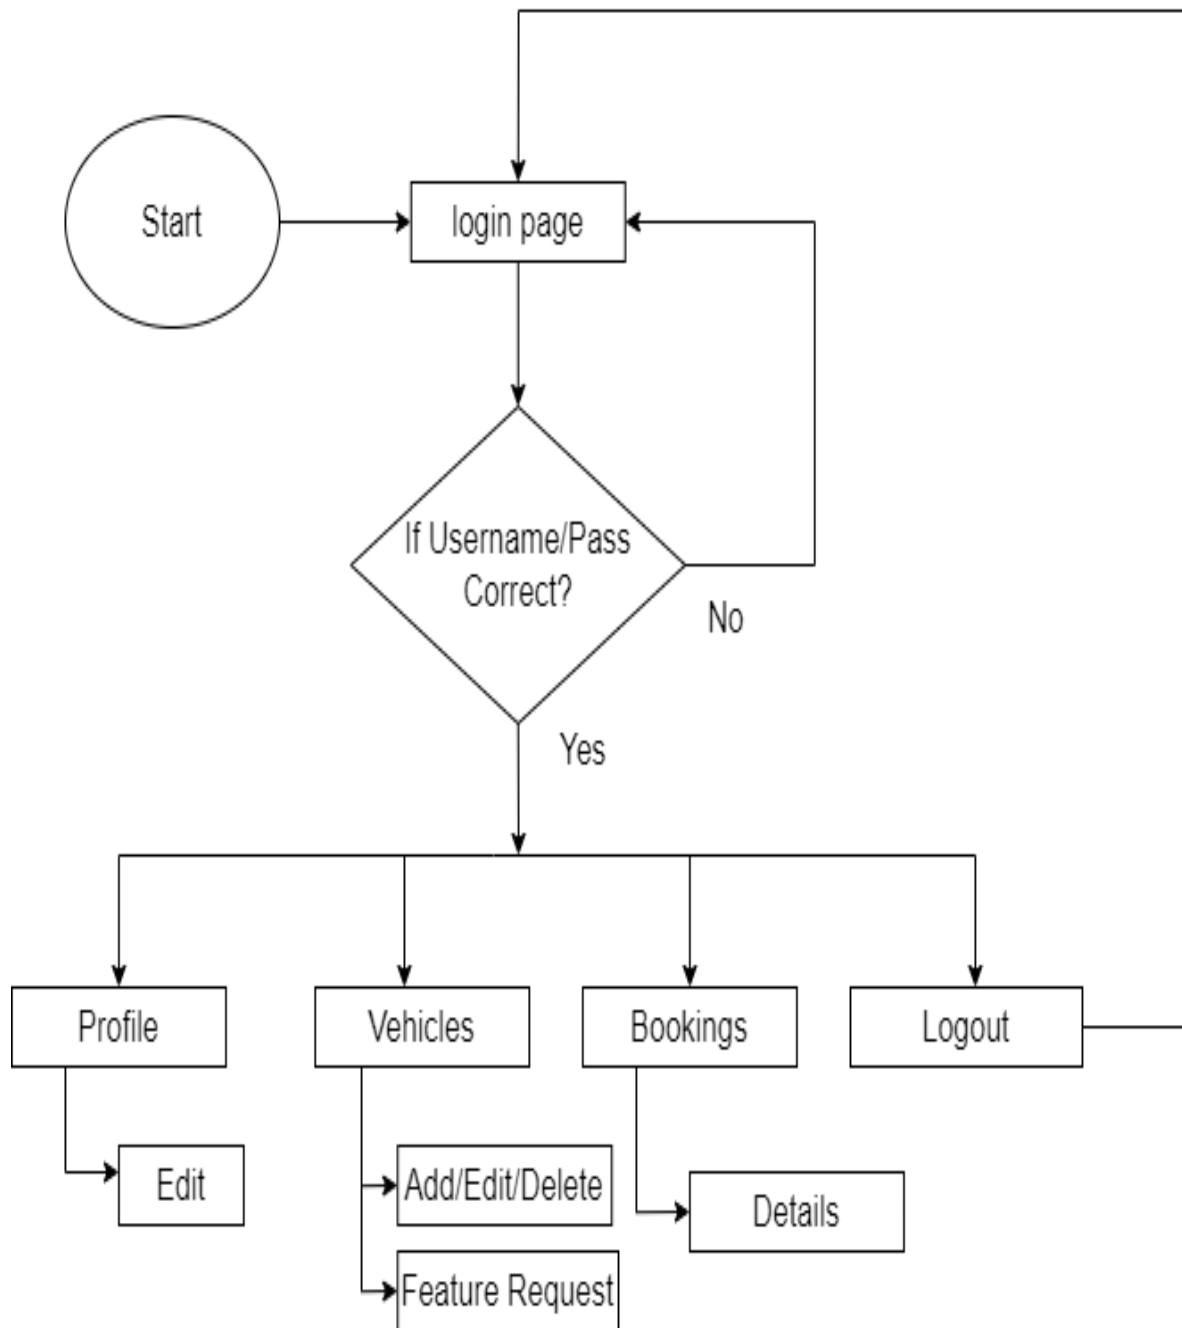 Start
login page
If Username/Pass
Correct?
No
Yes
Profile
Vehicles
Bookings
Logout
Edit
Add/Edit/Delete
Details
Feature Request